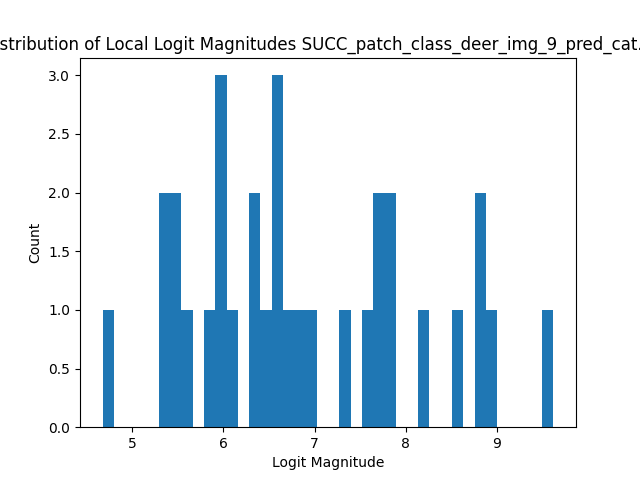 stribution of Local Logit Magnitudes SUCC_patch_class_deer_img_9_pred_cat.
3.0
2.5
2.0
1.5
1.0
0.5
0.0
Count
5 6 7 8 9
Logit Magnitude